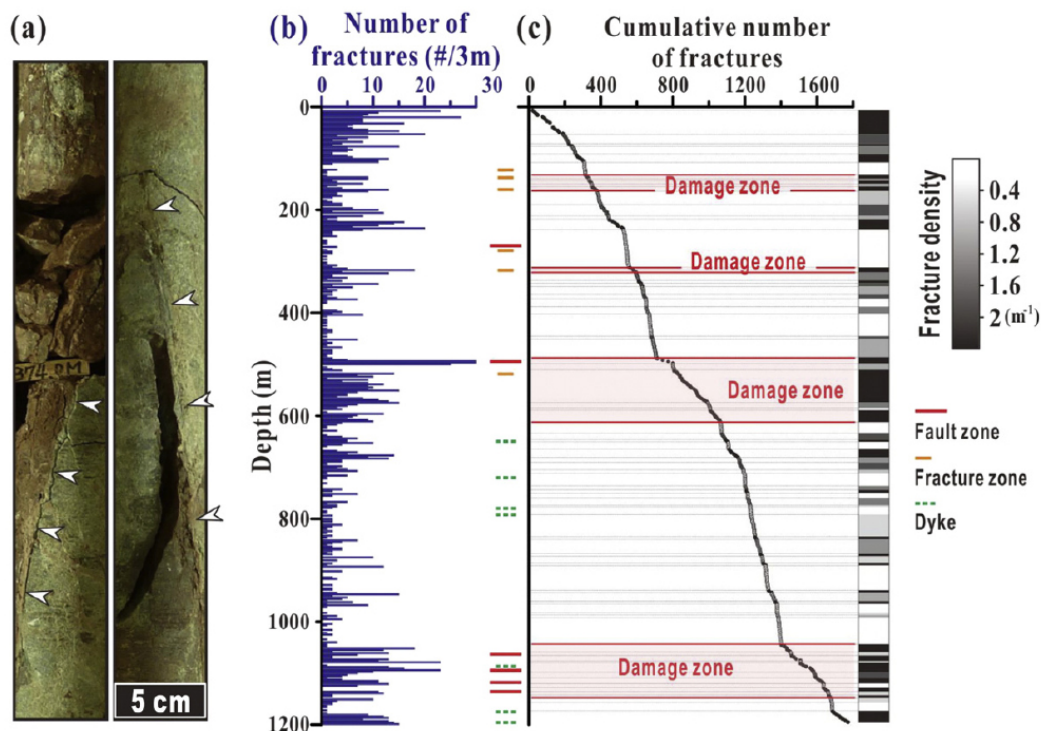 (a)
374 0M
5 cm
(b)
Number of
fractures (#/3m)
0 10 20 30
Depth (m)
0
200
400
600
800
1000
1200
(c)
Cumulative number
of fractures
0 400 800 1200 1600
Damage zone
Damage zone
Damage zone
Damage zone
Fracture density
0.4
0.8
1.2
1.6
2 (m⁻¹)
Fault zone
Fracture zone
Dyke